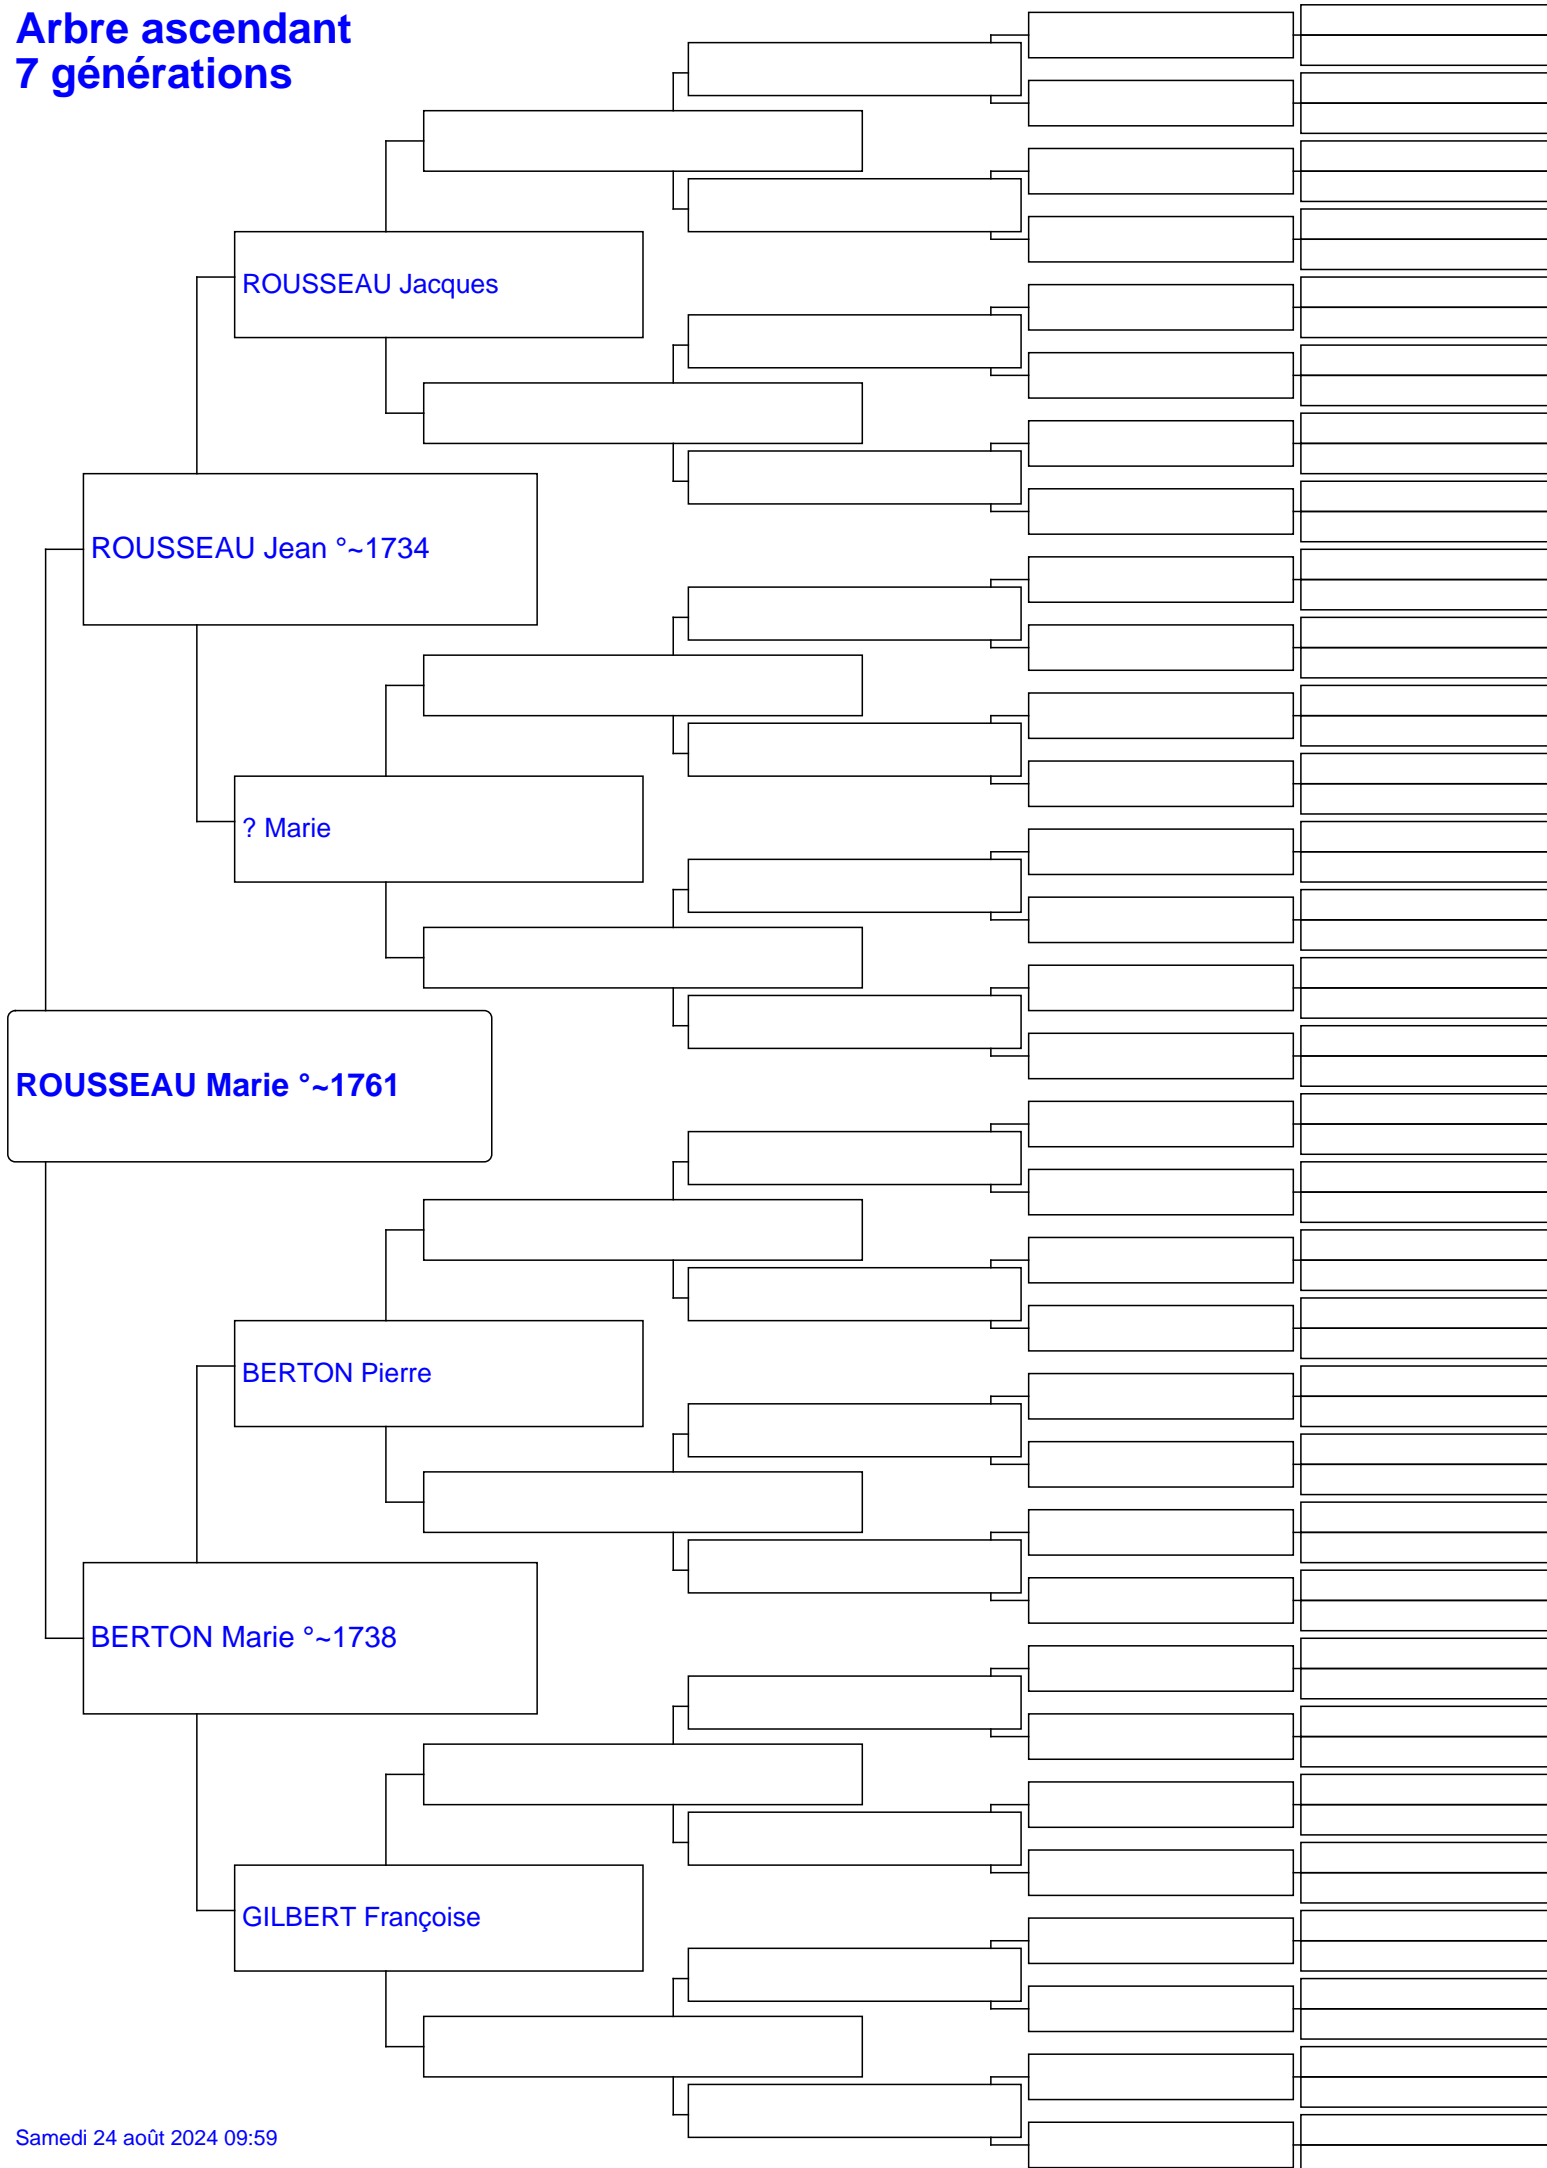 Arbre ascendant
7 générations
ROUSSEAU Jacques
ROUSSEAU Jean °~1734
? Marie
ROUSSEAU Marie °~1761
BERTON Pierre
BERTON Marie °~1738
GILBERT Françoise
Samedi 24 août 2024 09:59